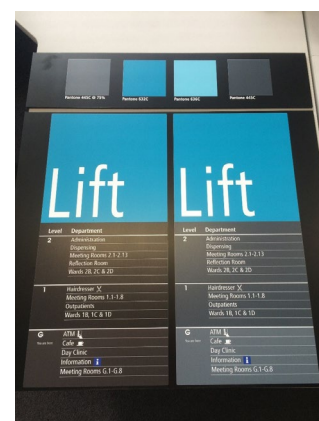 Pantone 445C @ 75%
Pantone 632C
Pantone 636C
Pantone 445C
Lift
Level Department
2 Administration
Dispensing
Meeting Rooms 2.1-2.13
Reflection Room
Wards 2B, 2C & 2D
1 Hairdresser
Meeting Rooms 1.1-1.8
Outpatients
Wards 1B, 1C & 1D
G ATM
Cafe
Day Clinic
Information i
Meeting Rooms G.1-G.8
Lift
Level Department
2 Administration
Dispensing
Meeting Rooms 2.1-2.13
Reflection Room
Wards 2B, 2C & 2D
1 Hairdresser
Meeting Rooms 1.1-1.8
Outpatients
Wards 1B, 1C & 1D
G ATM
Cafe
Day Clinic
Information i
Meeting Rooms G.1-G.8